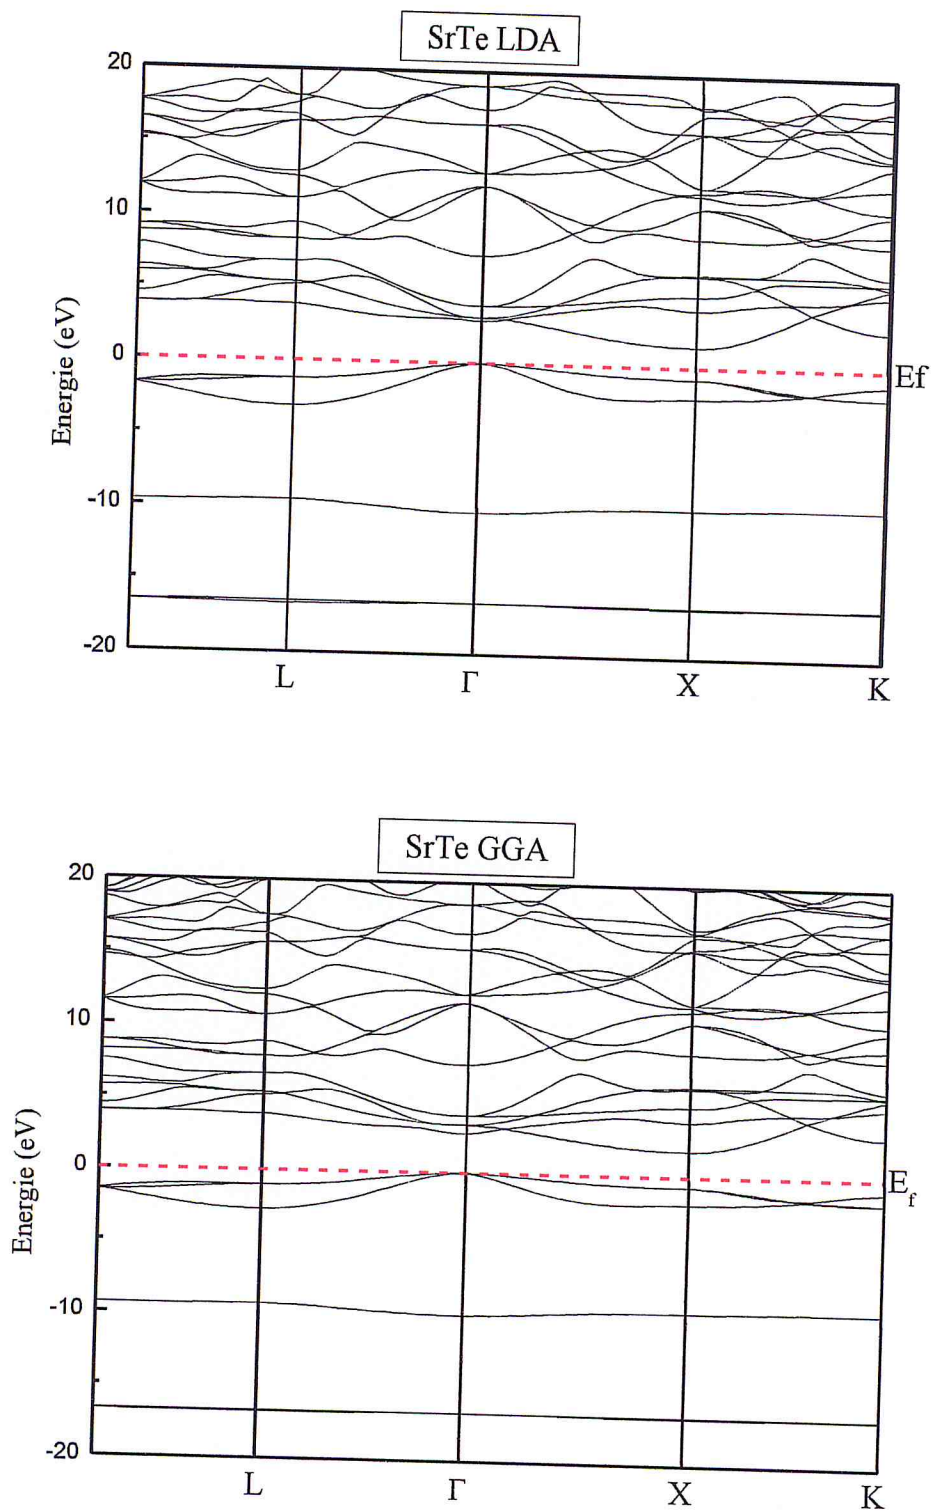 SrTe LDA
20
10
0
-10
-20
Energie (eV)
Ef
L Γ X K
SrTe GGA
20
10
0
-10
-20
Energie (eV)
Ef
L Γ X K